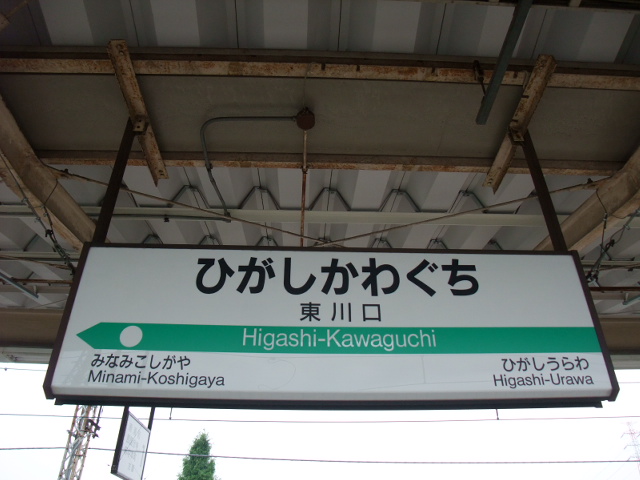 ひがしかわぐち
東川口
Higashi-Kawaguchi
みなみこしがや
Minami-Koshigaya
ひがしうらわ
Higashi-Urawa